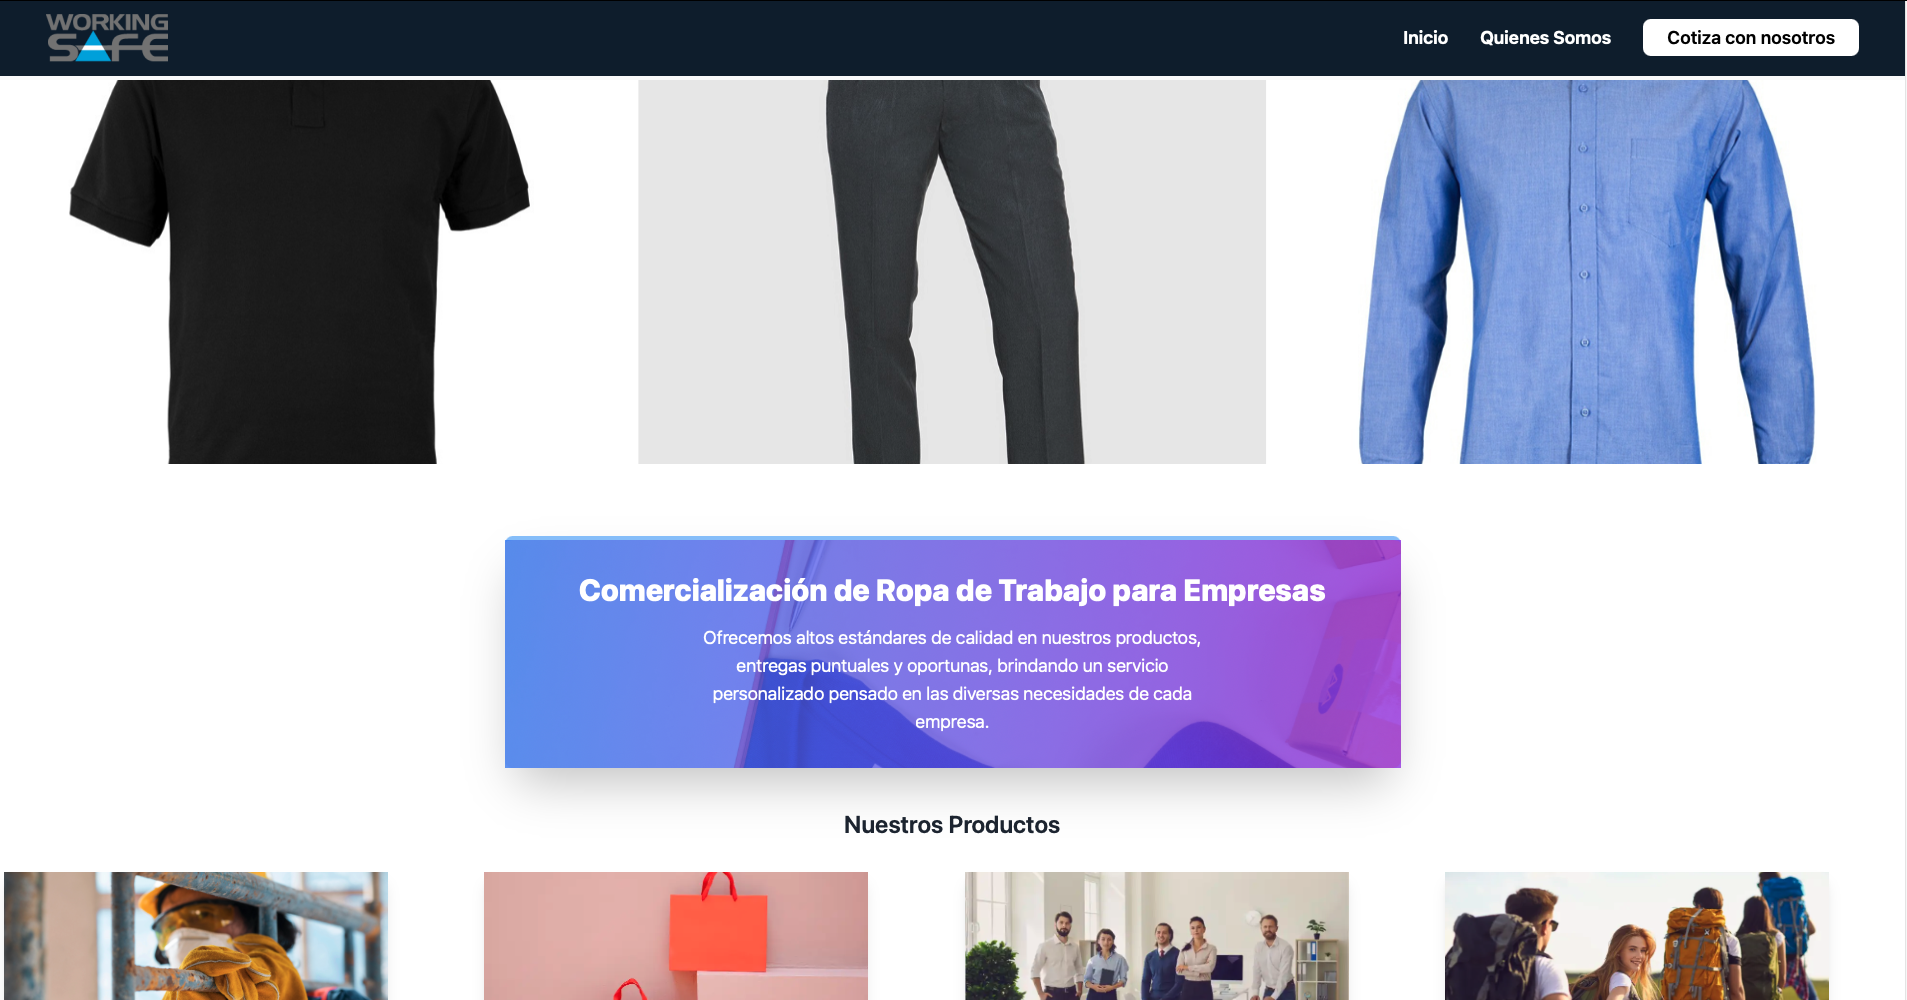 WORKING
SAFE
Inicio
Quienes Somos
Cotiza con nosotros
Comercialización de Ropa de Trabajo para Empresas
Ofrecemos altos estándares de calidad en nuestros productos,
entregas puntuales y oportunas, brindando un servicio
personalizado pensado en las diversas necesidades de cada
empresa.
Nuestros Productos